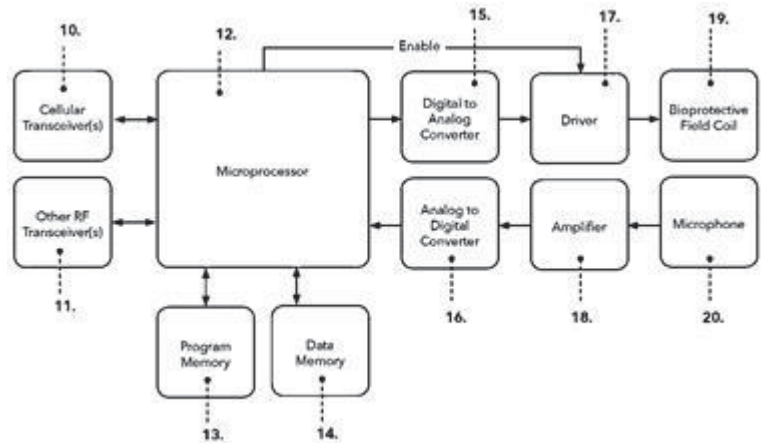 10.
12.
15.
17.
19.
Enable
Cellular
Transceiver(s)
Microprocessor
Digital to
Analog
Converter
Driver
Bioprotective
Field Coil
Other RF
Transceiver(s)
Analog to
Digital
Converter
Amplifier
Microphone
11.
16.
18.
20.
Program
Memory
Data
Memory
13.
14.